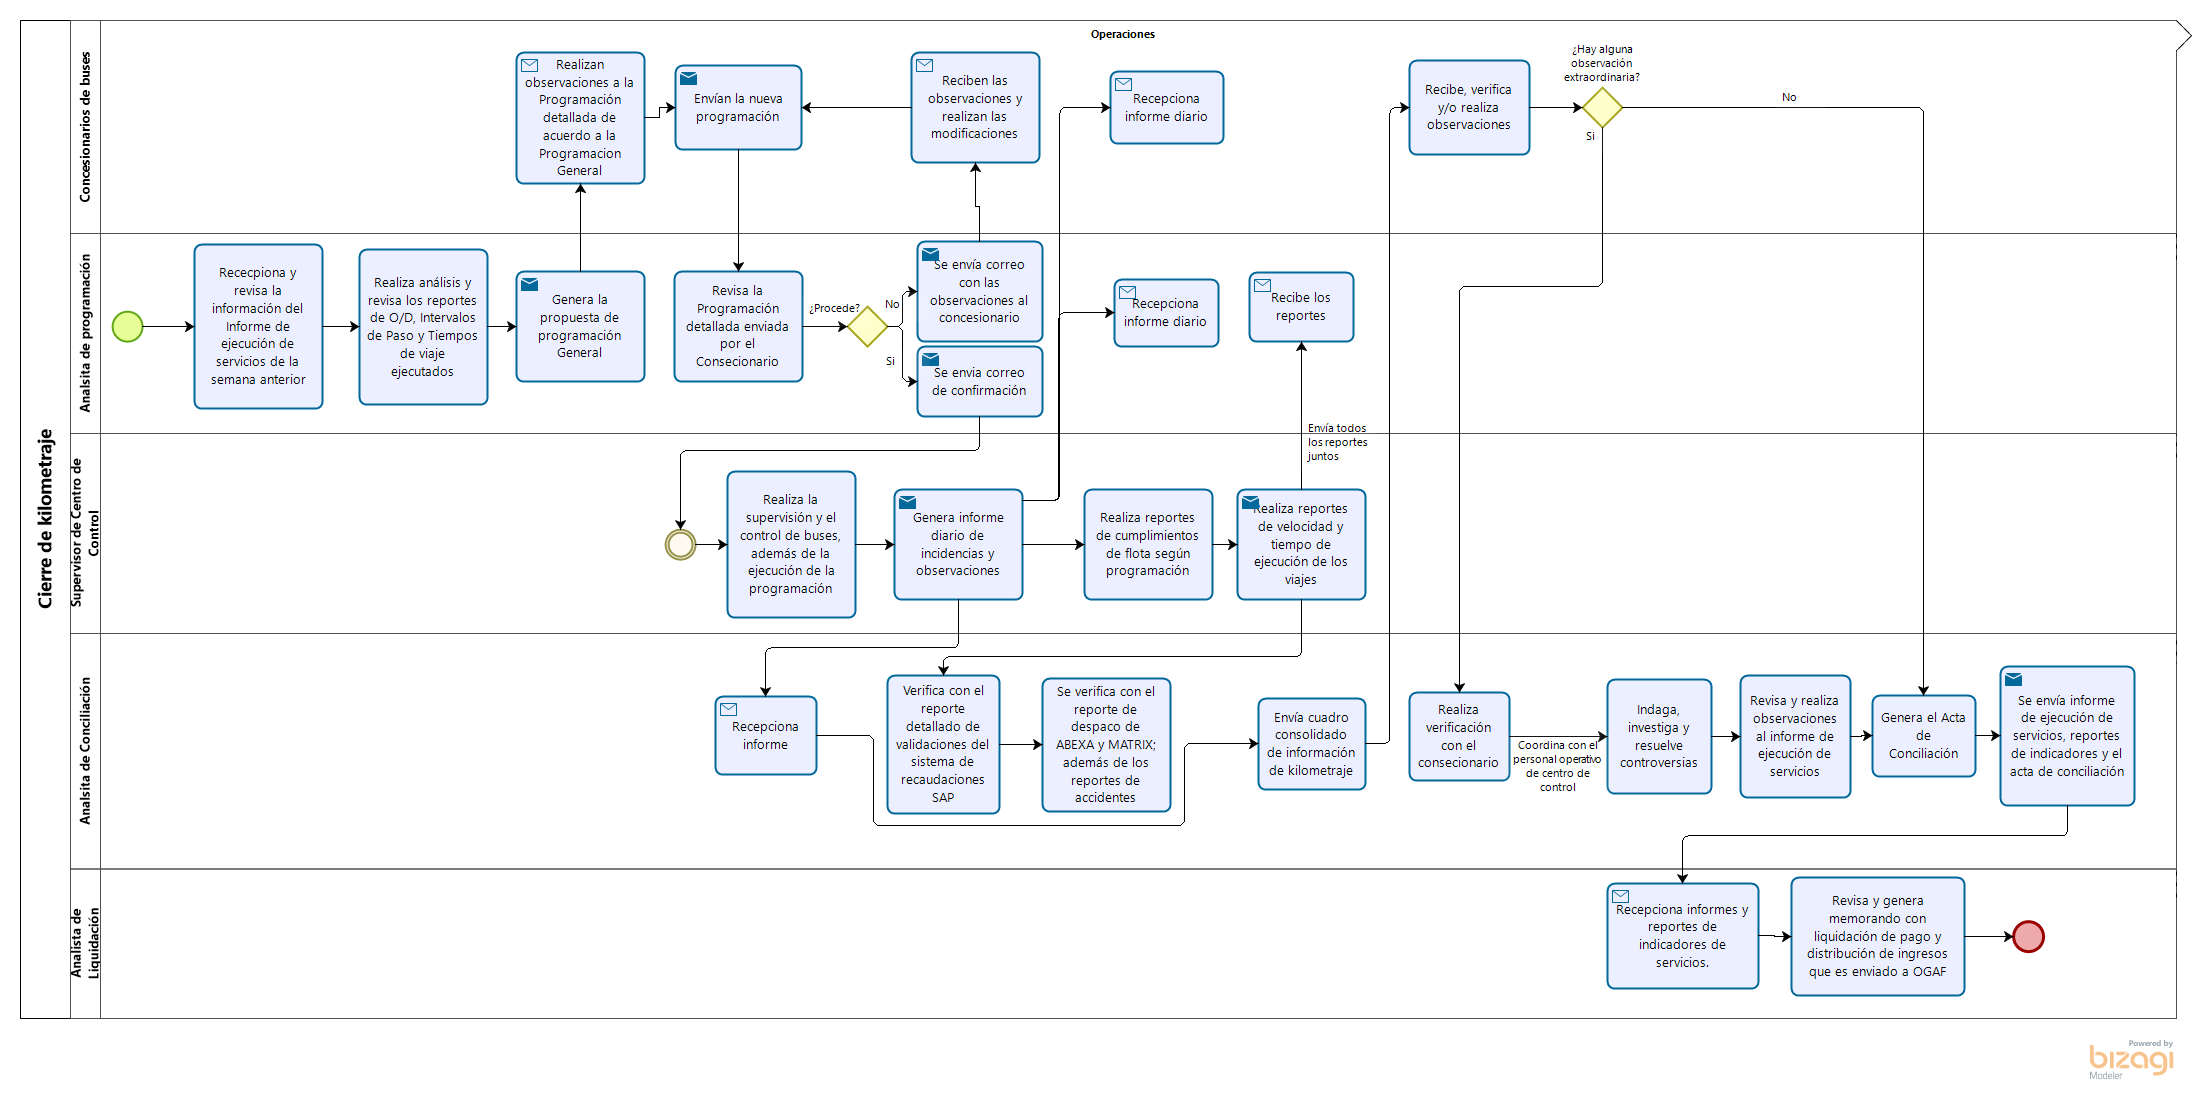 Operaciones
Cierre de kilometraje
Concesionarios de buses
Realizan
observaciones a la
Programación
detallada de
acuerdo a la
Programacion
General
Envían la nueva
programación
Reciben las
observaciones y
realizan las
modificaciones
Recepciona
informe diario
Recibe, verifica
y/o realiza
observaciones
¿Hay alguna
observación
extraordinaria?
No
Si
Analsita de programación
Rececpiona y
revisa la
información del
Informe de
ejecución de
servicios de la
semana anterior
Realiza análisis y
revisa los reportes
de O/D, Intervalos
de Paso y Tiempos
de viaje
ejecutados
Genera la
propuesta de
programación
General
Revisa la
Programación
detallada enviada
por el
Consecionario
¿Procede?
No
Si
Se envía correo
con las
observaciones al
concesionario
Se envia correo
de confirmación
Recepciona
informe diario
Recibe los
reportes
Envía todos
los reportes
juntos
Supervisor de Centro de
Control
Realiza la
supervisión y el
control de buses,
además de la
ejecución de la
programación
Genera informe
diario de
incidencias y
observaciones
Realiza reportes
de cumplimientos
de flota según
programación
Realiza reportes
de velocidad y
tiempo de
ejecución de los
viajes
Analsita de Conciliación
Recepciona
informe
Verifica con el
reporte
detallado de
validaciones del
sistema de
recaudaciones
SAP
Se verifica con el
reporte de
despaco de
ABEXA y MATRIX;
además de los
reportes de
accidentes
Envía cuadro
consolidado
de información
de kilometraje
Realiza
verificación
con el
consecionario
Coordina con el
personal operativo
de centro de
control
Indaga,
investiga y
resuelve
controversias
Revisa y realiza
observaciones
al informe de
ejecución de
servicios
Genera el Acta
de
Conciliación
Se envía informe
de ejecución de
servicios, reportes
de indicadores y el
acta de conciliación
Analista de
Liquidación
Recepciona informes y
reportes de
indicadores de
servicios.
Revisa y genera
memorando con
liquidación de pago y
distribución de ingresos
que es enviado a OGAF
Powered by
bizagi
Modeler